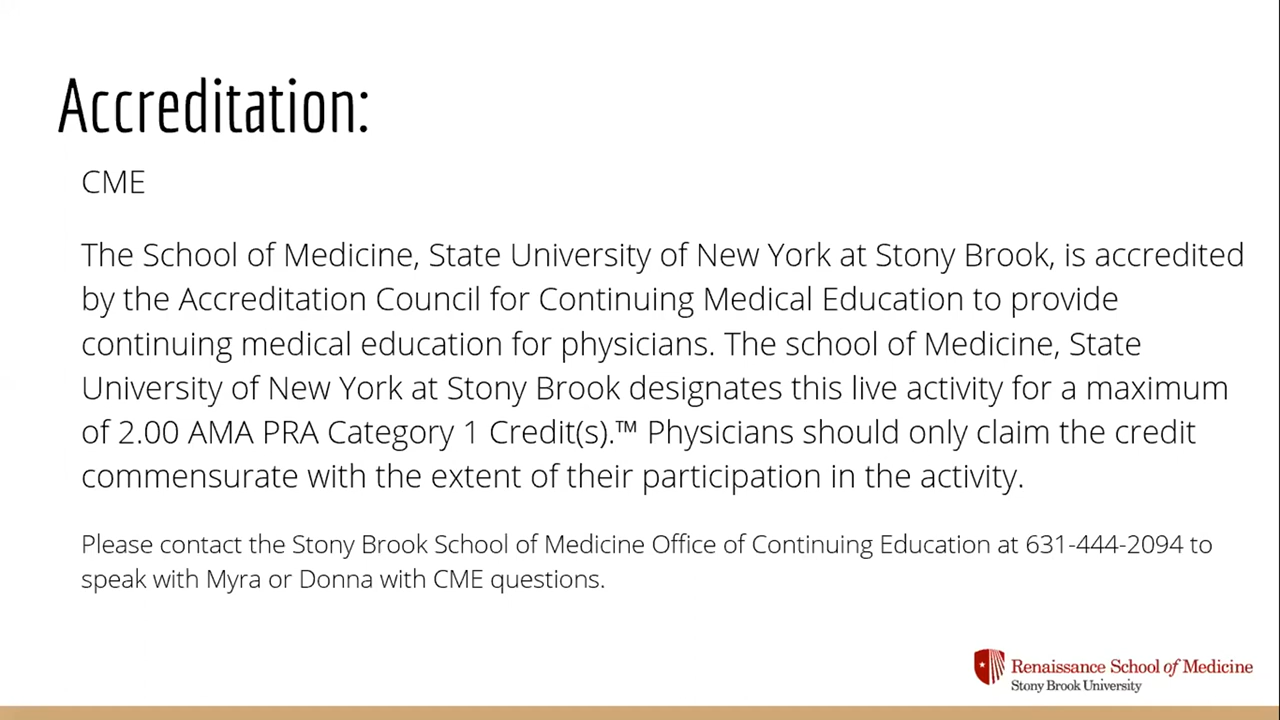 Accreditation:
CME
The School of Medicine, State University of New York at Stony Brook, is accredited
by the Accreditation Council for Continuing Medical Education to provide
continuing medical education for physicians. The school of Medicine, State
University of New York at Stony Brook designates this live activity for a maximum
of 2.00 AMA PRA Category 1 Credit(s).™ Physicians should only claim the credit
commensurate with the extent of their participation in the activity.
Please contact the Stony Brook School of Medicine Office of Continuing Education at 631-444-2094 to
speak with Myra or Donna with CME questions.
Renaissance School of Medicine
Stony Brook University